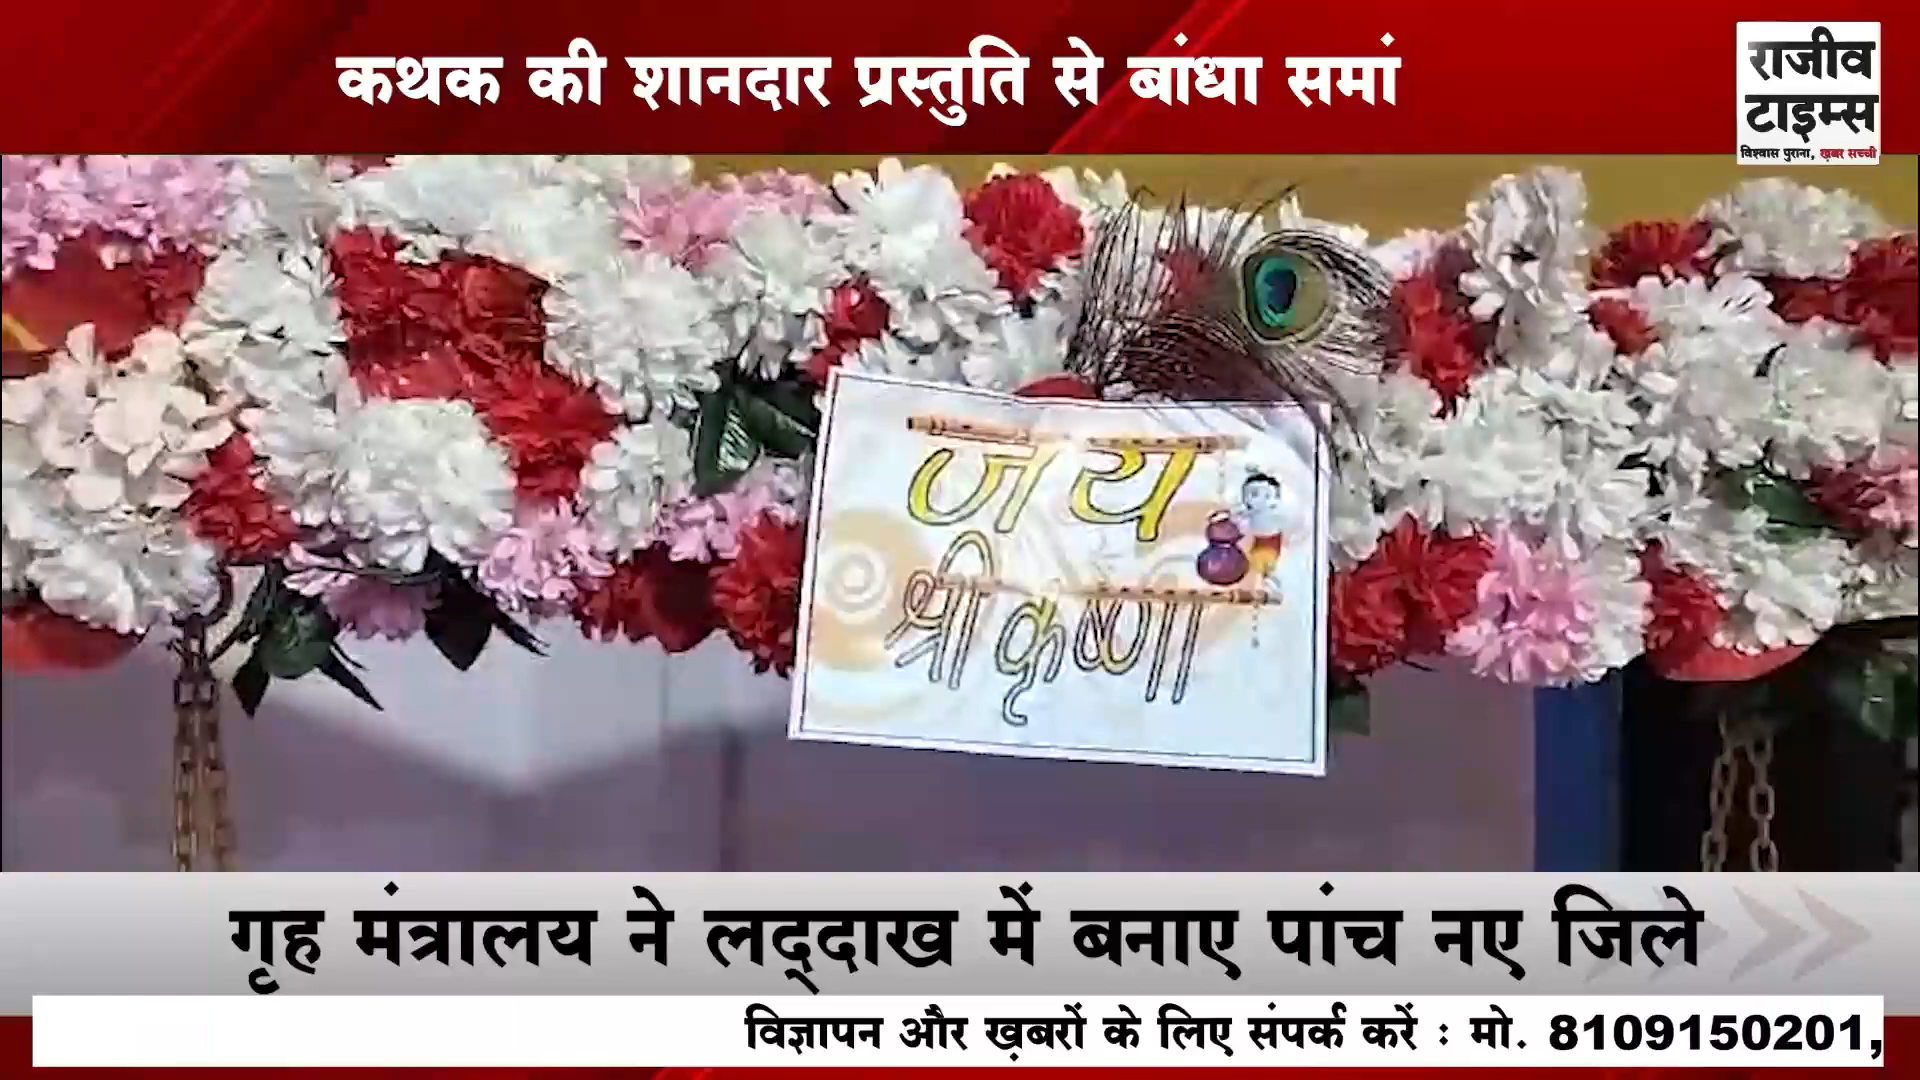 कथक की शानदार प्रस्तुति से बांधा समां
राजीव
टाइम्स
विश्वास पुराना, ख़बर सच्ची
जय
श्री कृष्णा
गृह मंत्रालय ने लद्दाख में बनाए पांच नए जिले
विज्ञापन और ख़बरों के लिए संपर्क करें : मो. 8109150201,